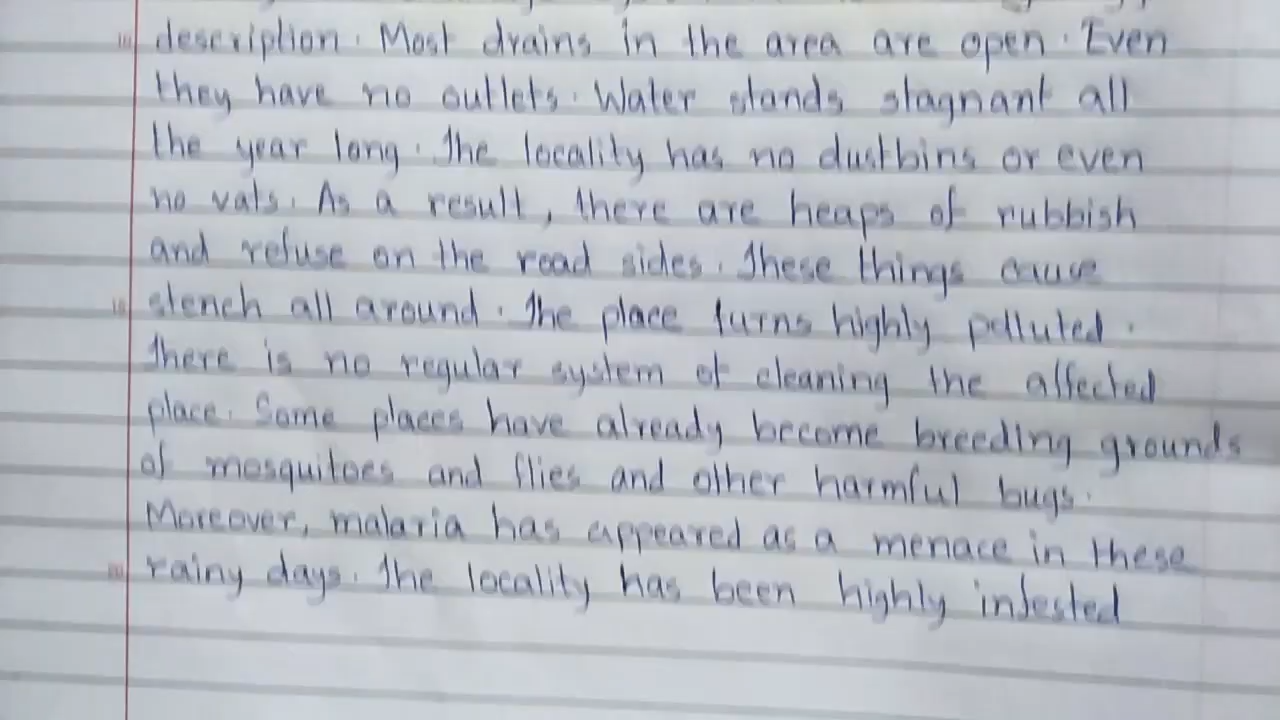 description. Most drains in the area are open. Even
they have no outlets. Water stands stagnant all
the year long. The locality has no dustbins or even
no vats. As a result, there are heaps of rubbish
and refuse on the road sides. These things cause
stench all around. The place turns highly polluted.
There is no regular system of cleaning the affected
place. Some places have already become breeding grounds
of mosquitoes and flies and other harmful bugs.
Moreover, malaria has appeared as a menace in these
rainy days. The locality has been highly infested